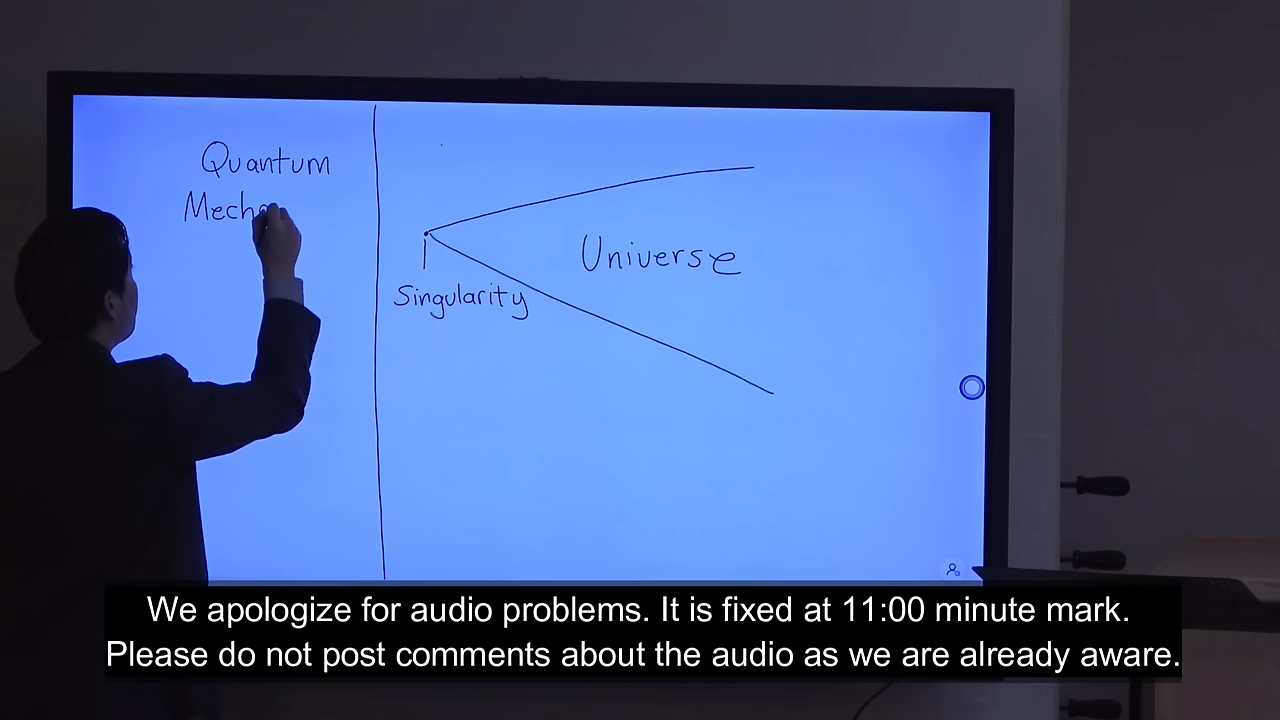 Quantum
Mech
Universe
Singularity
We apologize for audio problems. It is fixed at 11:00 minute mark.
Please do not post comments about the audio as we are already aware.